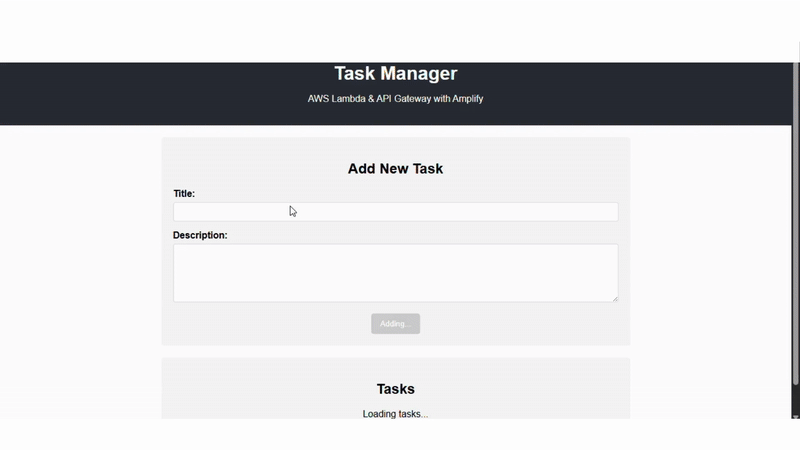 Task Manager
AWS Lambda & API Gateway with Amplify
Add New Task
Title:
Description:
Adding...
Tasks
Loading tasks...